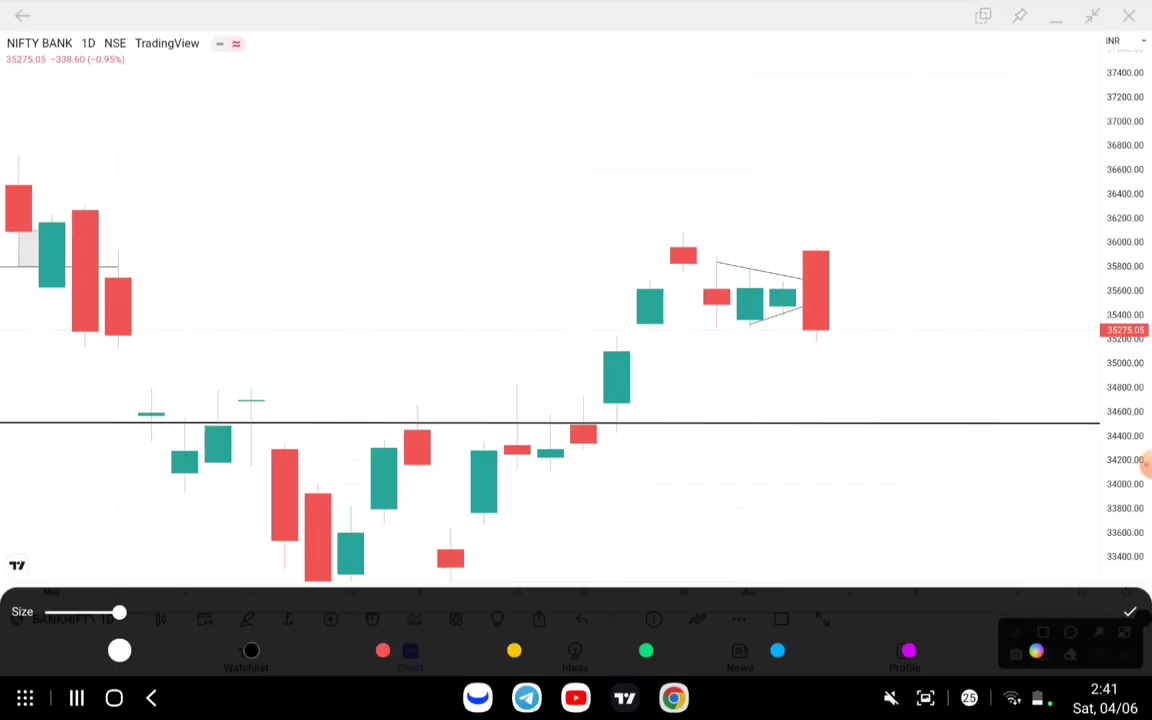 NIFTY BANK 1D NSE TradingView
INR
35275.05 −338.60 (−0.95%)
37400.00
37200.00
37000.00
36800.00
36600.00
36400.00
36200.00
36000.00
35800.00
35600.00
35400.00
35275.05
35200.00
35000.00
34800.00
34600.00
34400.00
34200.00
34000.00
33800.00
33600.00
33400.00
May
Size
BANKNIFTY 1D
Watchlist
Chart
Ideas
News
Profile
25
2:41
Sat, 04/06